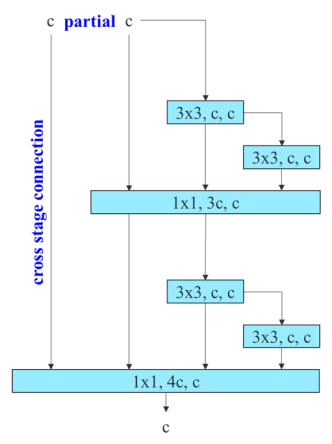 c partial c
cross stage connection
3x3, c, c
3x3, c, c
1x1, 3c, c
3x3, c, c
3x3, c, c
1x1, 4c, c
c